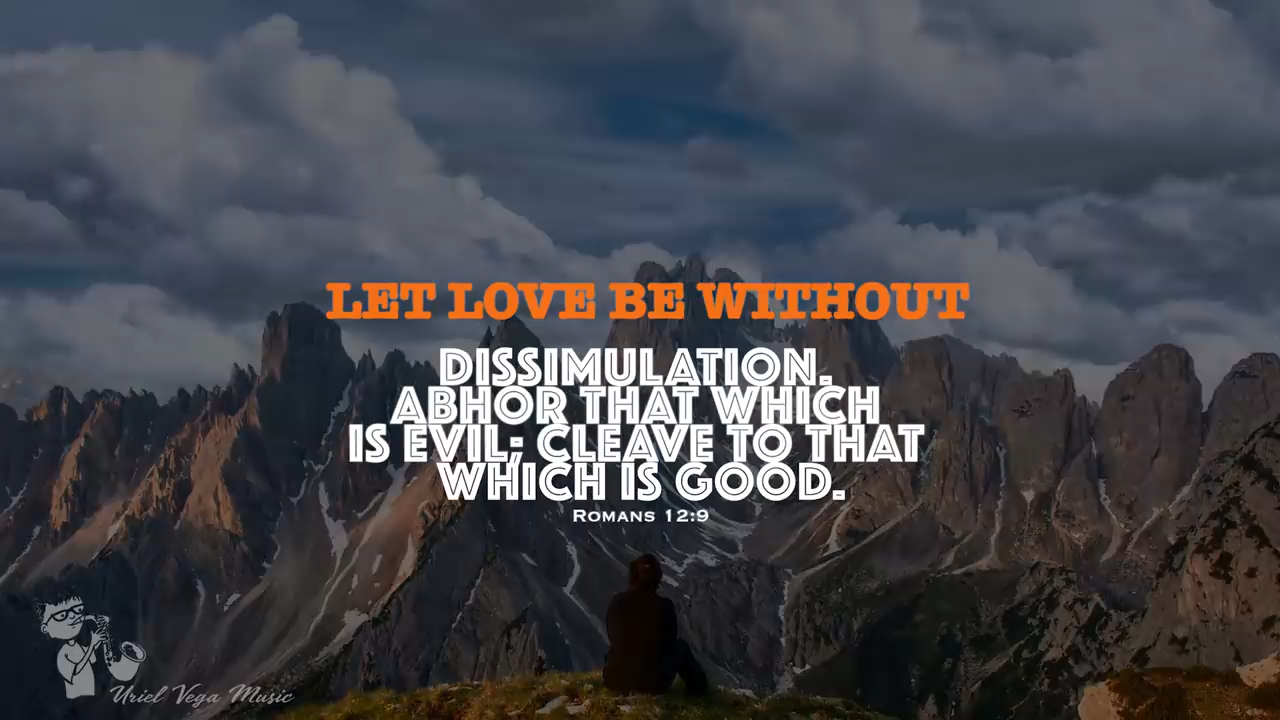 LET LOVE BE WITHOUT
DISSIMULATION.
ABHOR THAT WHICH
IS EVIL; CLEAVE TO THAT
WHICH IS GOOD.
Romans 12:9
Uriel Vega Music